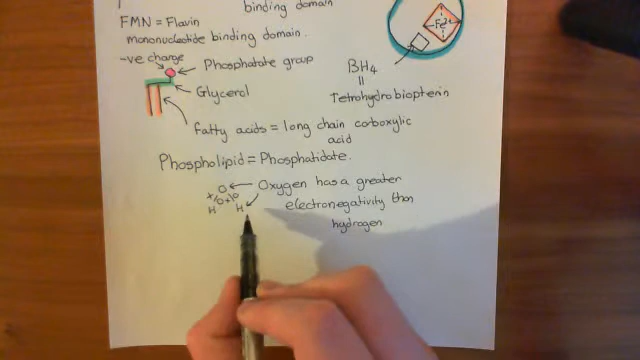 binding domain
FMN = Flavin
mononucleotide binding domain.
-ve charge
Phosphatate group
Glycerol
Fatty acids = long chain carboxylic
acid
Fe
BH4
=
Tetrahydrobiopterin
Phospholipid = Phosphatidate.
O
H
H
Oxygen has a greater
electronegativity than
hydrogen